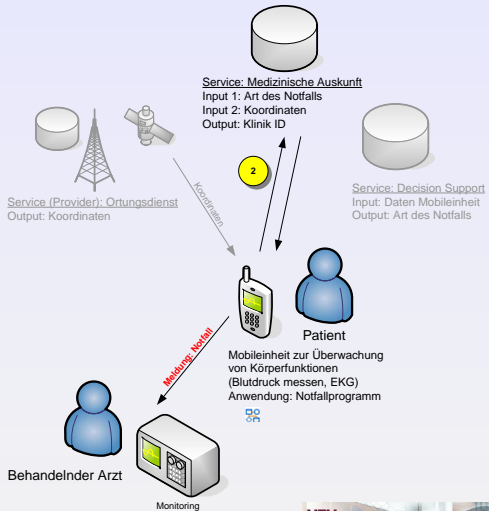 Service: Medizinische Auskunft
Input 1: Art des Notfalls
Input 2: Koordinaten
Output: Klinik ID
2
Service (Provider): Ortungsdienst
Output: Koordinaten
Koordinaten
Service: Decision Support
Input: Daten Mobileinheit
Output: Art des Notfalls
Patient
Mobileinheit zur Überwachung
von Körperfunktionen
(Blutdruck messen, EKG)
Anwendung: Notfallprogramm
Meldung: Notfall
Behandelnder Arzt
Monitoring